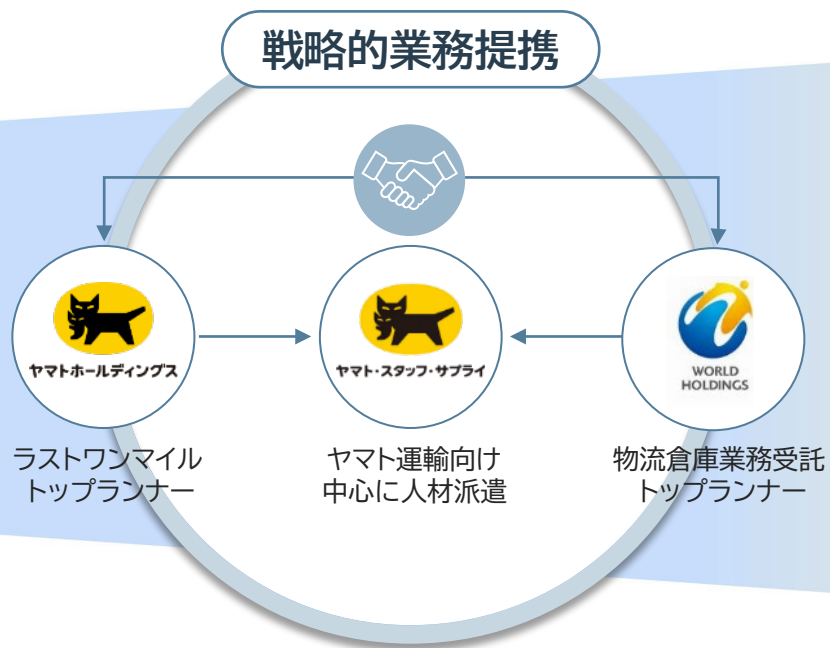 戦略的業務提携
ヤマトホールディングス
ヤマト・スタッフ・サプライ
WORLD
HOLDINGS
ラストワンマイル
トップランナー
ヤマト運輸向け
中心に人材派遣
物流倉庫業務受託
トップランナー